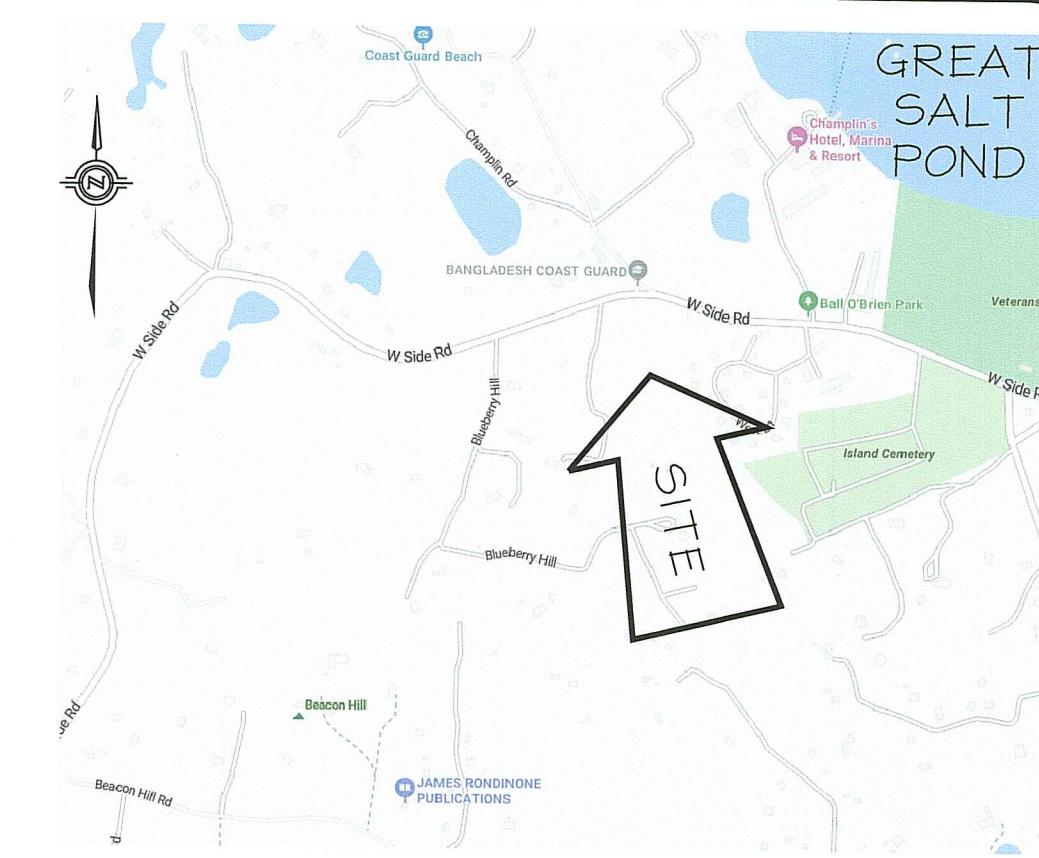 Coast Guard Beach
GREAT
SALT
POND
Champlin's
Hotel, Marina
& Resort
Champlin Rd
N
BANGLADESH COAST GUARD
Ball O'Brien Park
Veterans
W Side Rd
W Side Rd
W Side Rd
W Side R
Blueberry Hill
Island Cemetery
SITE
Blueberry Hill
Beacon Hill
de Rd
JAMES RONDINONE
PUBLICATIONS
Beacon Hill Rd
d